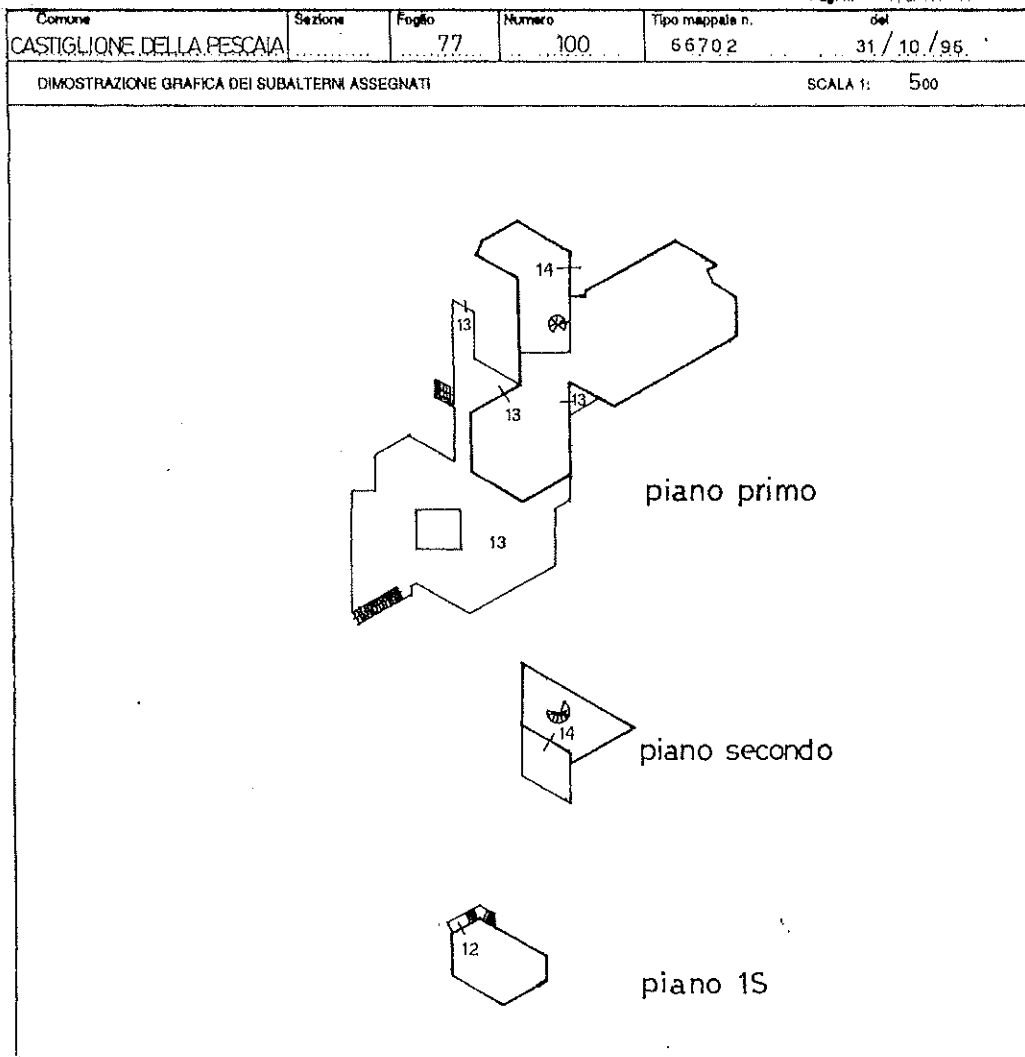 Comune Sezione Foglio Numero Tipo mappale n. del
CASTIGLIONE DELLA PESCAIA 77 100 66702 31/10/95
DIMOSTRAZIONE GRAFICA DEI SUBALTERNI ASSEGNATI SCALA 1: 500
14
13
13
13
piano primo
13
14
piano secondo
12
piano 1S